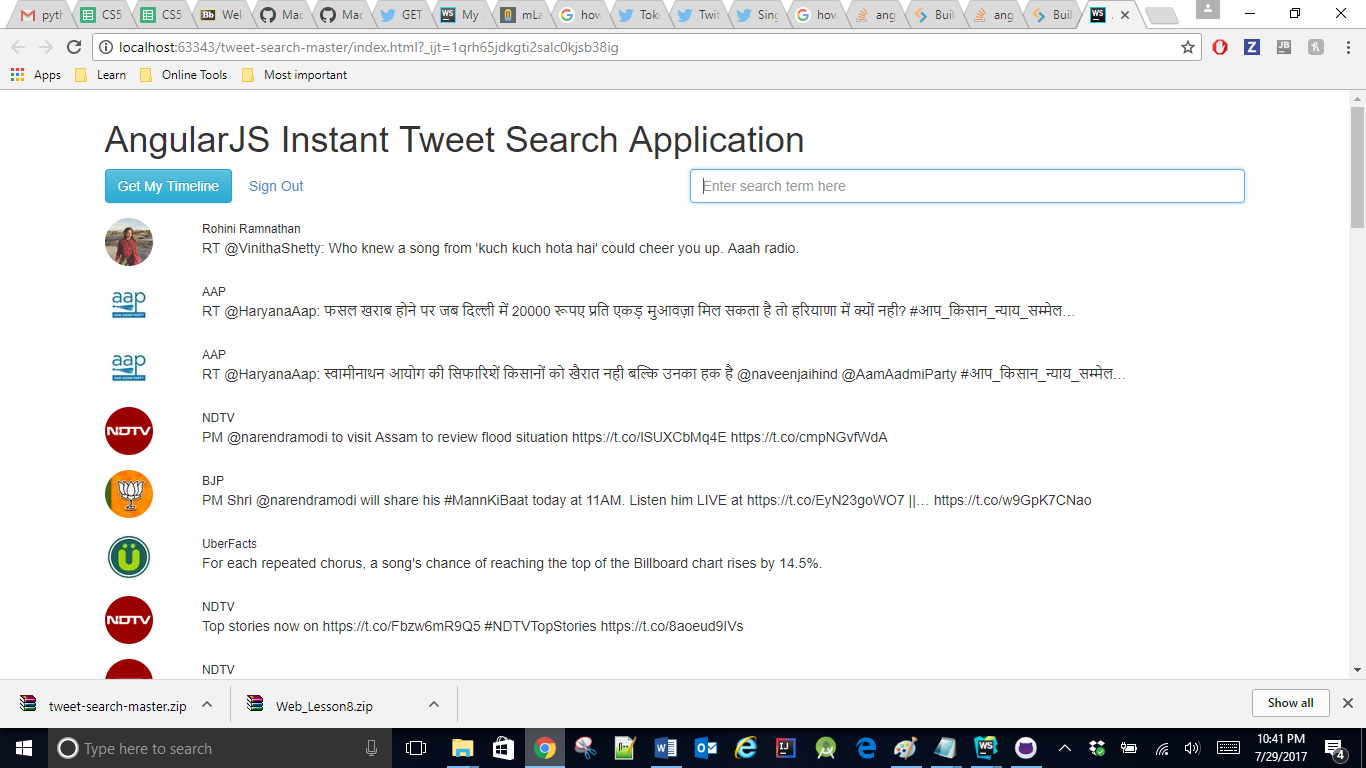 pyth
CS5
CS5
Wel
Mac
Mac
GET
My
mLa
how
Tok
Twit
Sing
how
ang
Buil
ang
Buil
localhost:63343/tweet-search-master/index.html?_ijt=1qrh65jdkgti2salc0kjsb38ig
Apps
Learn
Online Tools
Most important
AngularJS Instant Tweet Search Application
Get My Timeline
Sign Out
Enter search term here
Rohini Ramnathan
RT @VinithaShetty: Who knew a song from 'kuch kuch hota hai' could cheer you up. Aaah radio.
aap
AAM AADMI PARTY
AAP
RT @HaryanaAap: फसल खराब होने पर जब दिल्ली में 20000 रूपए प्रति एकड़ मुआवज़ा मिल सकता है तो हरियाणा में क्यों नही? #आप_किसान_न्याय_सम्मेल…
aap
AAM AADMI PARTY
AAP
RT @HaryanaAap: स्वामीनाथन आयोग की सिफारिशें किसानों को खैरात नही बल्कि उनका हक है @naveenjaihind @AamAadmiParty #आप_किसान_न्याय_सम्मेल…
NDTV
NDTV
PM @narendramodi to visit Assam to review flood situation https://t.co/lSUXCbMq4E https://t.co/cmpNGvfWdA
BJP
PM Shri @narendramodi will share his #MannKiBaat today at 11AM. Listen him LIVE at https://t.co/EyN23goWO7 ||… https://t.co/w9GpK7CNao
UberFacts
For each repeated chorus, a song's chance of reaching the top of the Billboard chart rises by 14.5%.
NDTV
NDTV
Top stories now on https://t.co/Fbzw6mR9Q5 #NDTVTopStories https://t.co/8aoeud9IVs
NDTV
tweet-search-master.zip
Web_Lesson8.zip
Show all
Type here to search
10:41 PM
7/29/2017
4